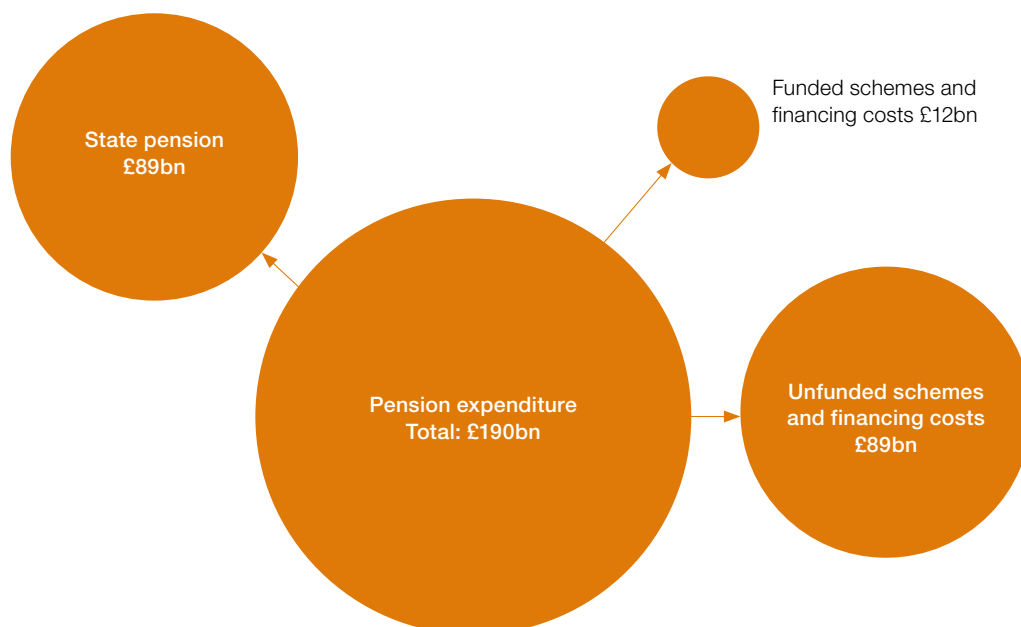 State pension
£89bn
Funded schemes and
financing costs £12bn
Pension expenditure
Total: £190bn
Unfunded schemes
and financing costs
£89bn